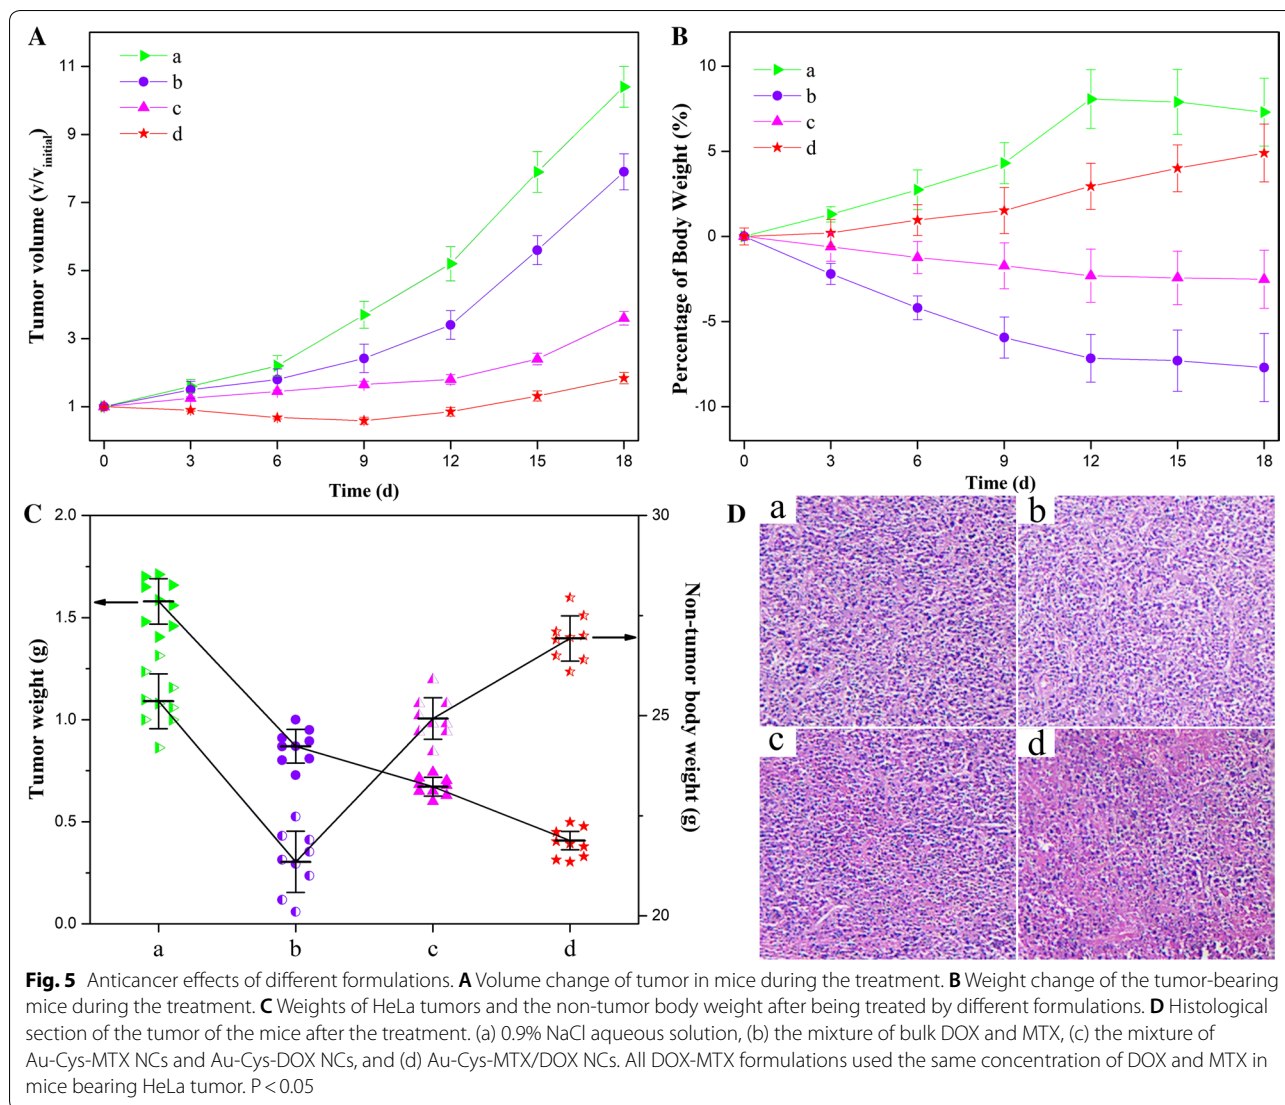 A
a
b
c
d
11
9
7
5
3
1
Tumor volume (v/v initial)
0 3 6 9 12 15 18
Time (d)
B
a
b
c
d
10
5
0
-5
-10
Percentage of Body Weight (%)
0 3 6 9 12 15 18
Time (d)
C
2.0
1.5
1.0
0.5
0.0
Tumor weight (g)
30
25
20
Non-tumor body weight (g)
a b c d
D
a
b
c
d
Fig. 5 Anticancer effects of different formulations. A Volume change of tumor in mice during the treatment. B Weight change of the tumor-bearing
mice during the treatment. C Weights of HeLa tumors and the non-tumor body weight after being treated by different formulations. D Histological
section of the tumor of the mice after the treatment. (a) 0.9% NaCl aqueous solution, (b) the mixture of bulk DOX and MTX, (c) the mixture of
Au-Cys-MTX NCs and Au-Cys-DOX NCs, and (d) Au-Cys-MTX/DOX NCs. All DOX-MTX formulations used the same concentration of DOX and MTX in
mice bearing HeLa tumor. P < 0.05